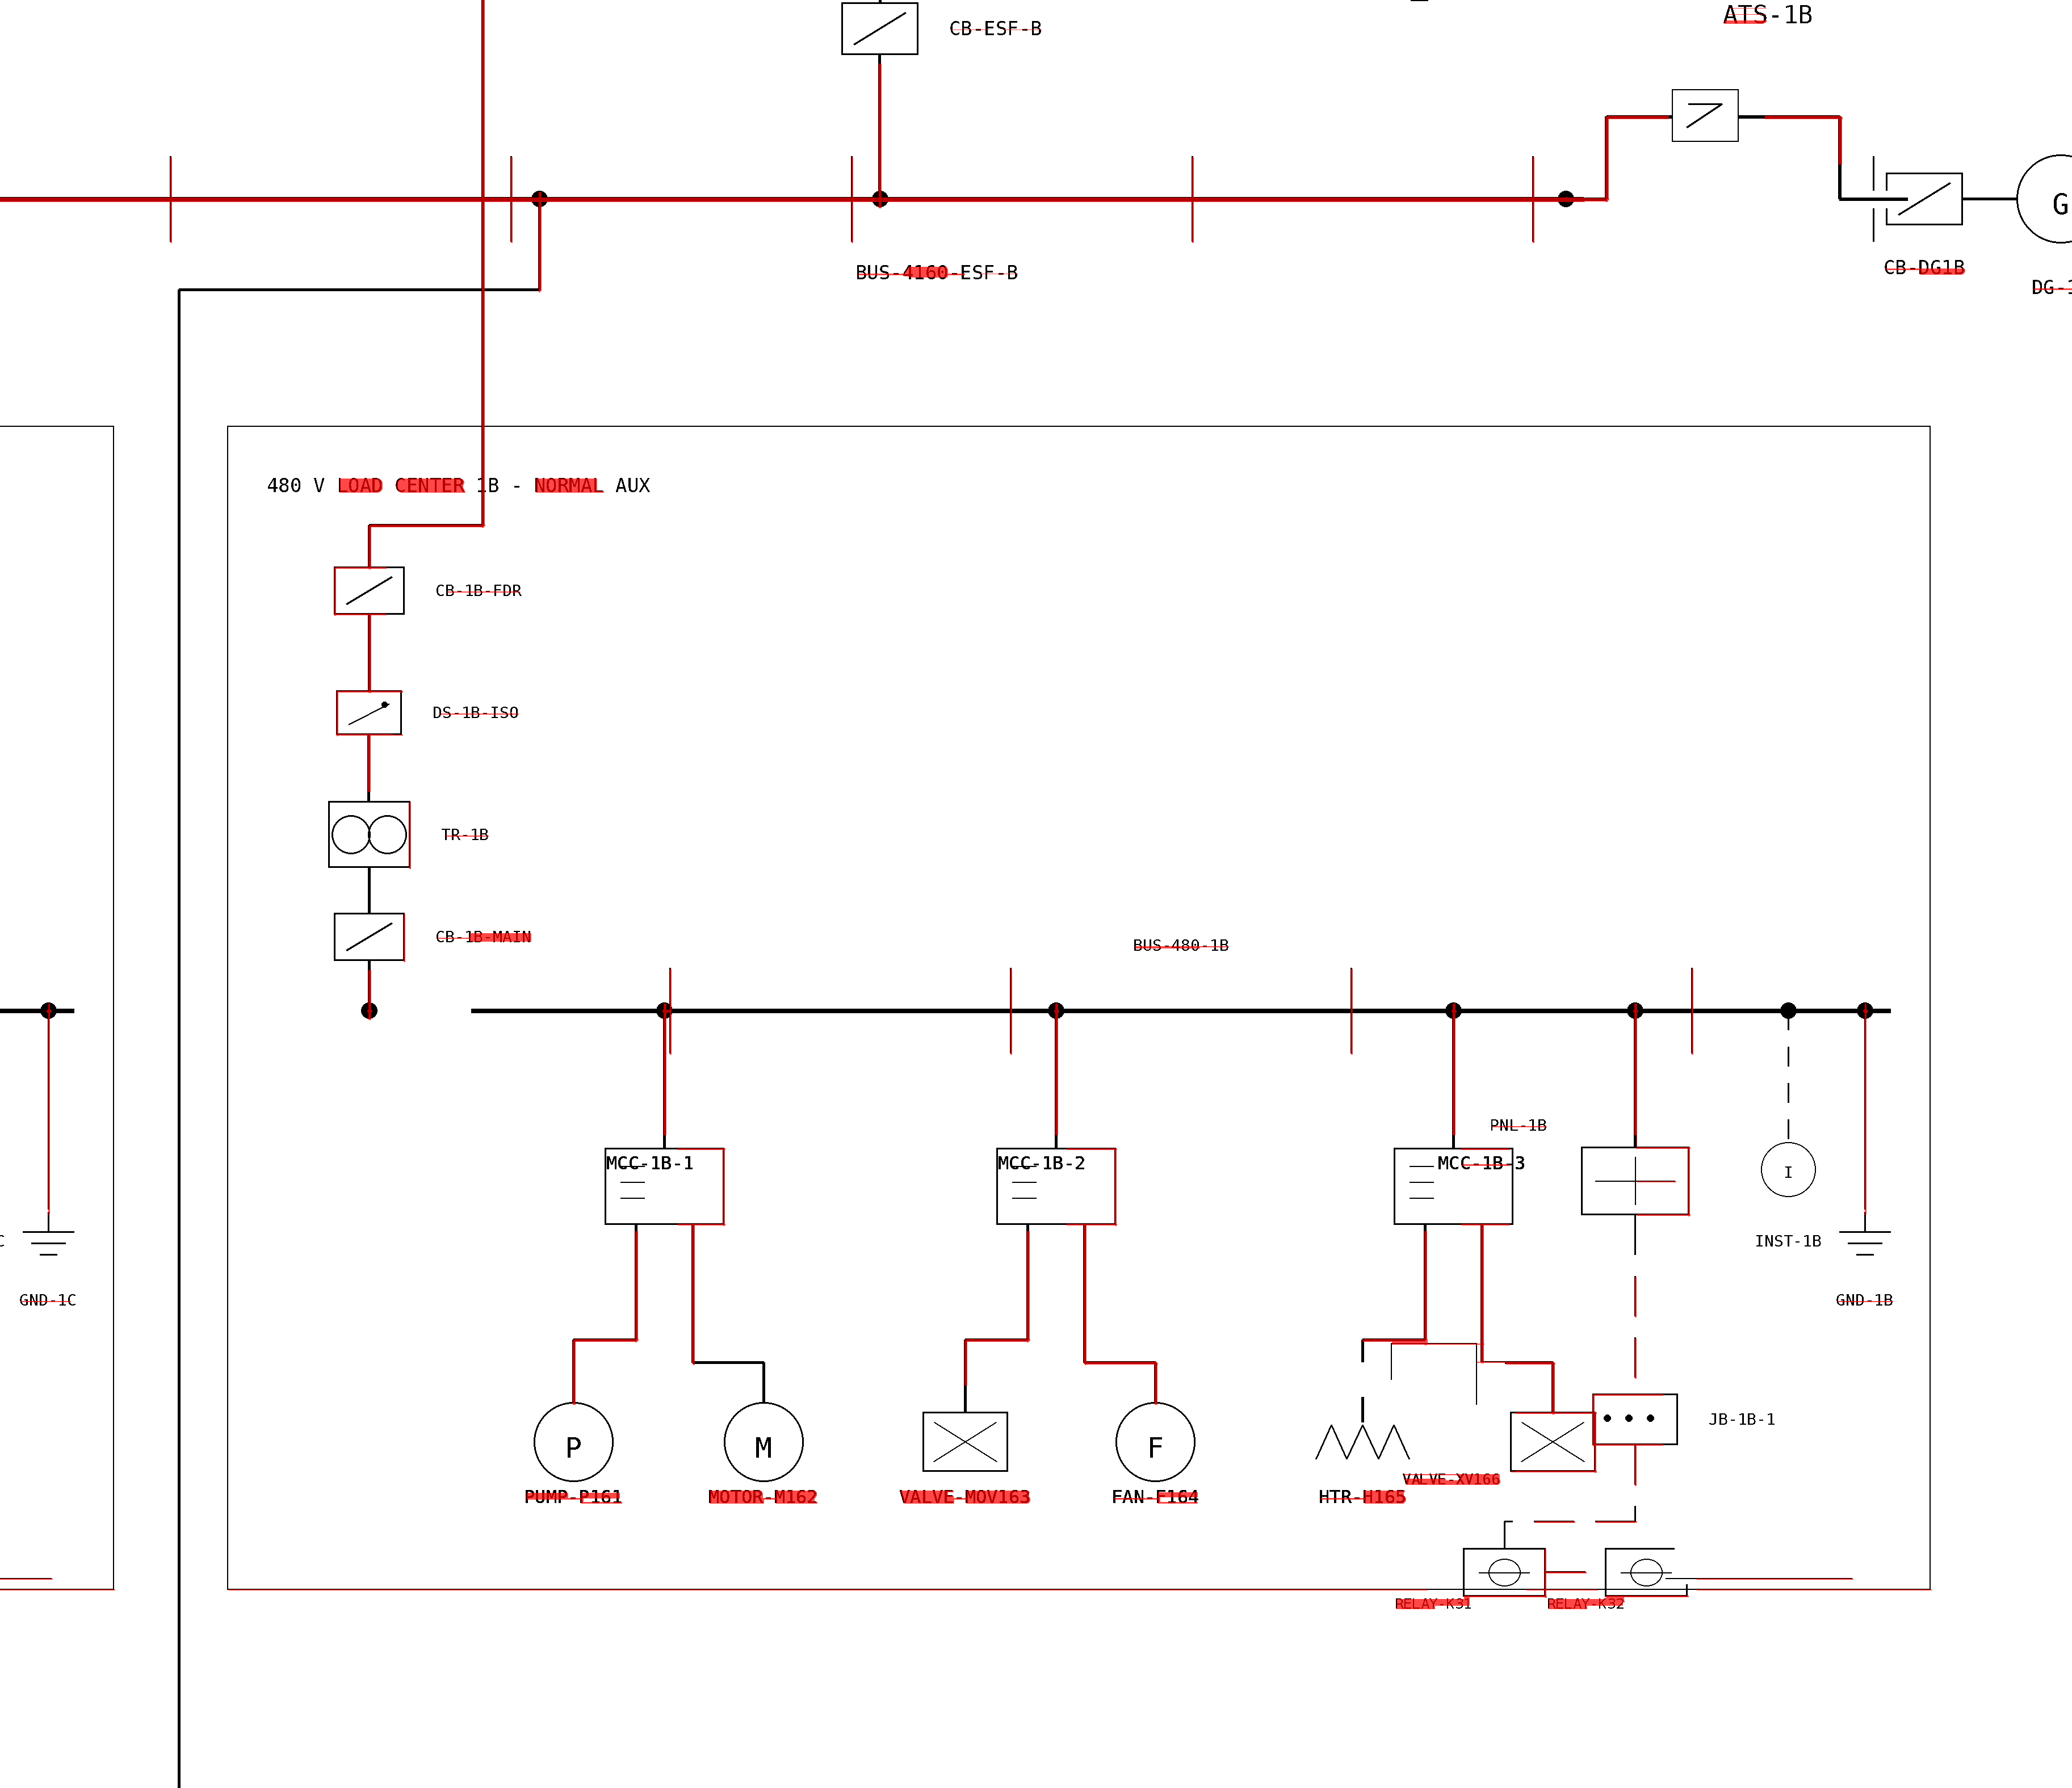 ATS-1B
CB-ESF-B
BUS-4160-ESF-B
G
CB-DG1B
480 V LOAD CENTER 1B - NORMAL AUX
CB-1B-FDR
DS-1B-ISO
TR-1B
CB-1B-MAIN
BUS-480-1B
PNL-1B
MCC-1B-1
MCC-1B-2
MCC-1B-3
I
INST-1B
GND-1C
GND-1B
JB-1B-1
P
M
F
VALVE-XV166
PUMP-P161
MOTOR-M162
VALVE-MOV163
FAN-F164
HTR-H165
RELAY-K31
RELAY-K32